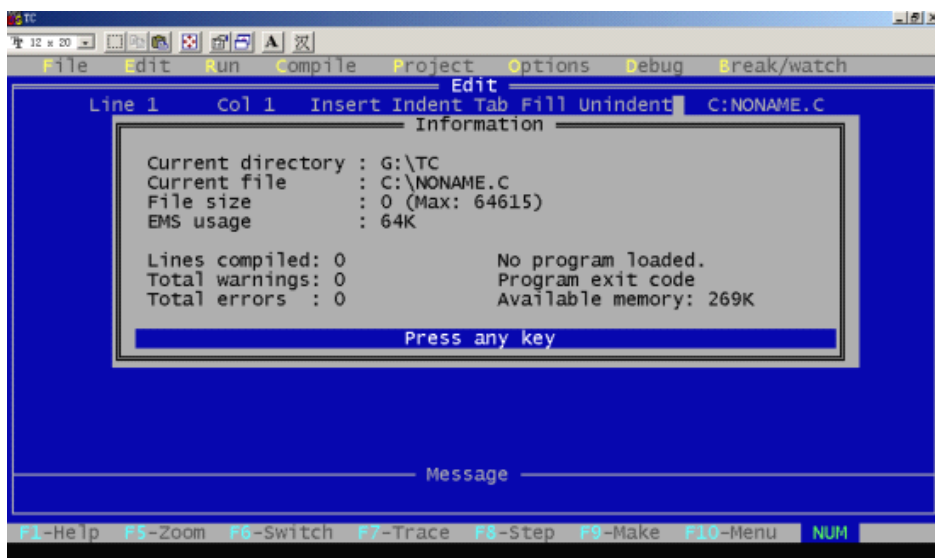 TC
12 x 20 A 汉
File Edit Run Compile Project Options Debug Break/watch
Edit
Line 1 Col 1 Insert Indent Tab Fill Unindent C:NONAME.C
Information
Current directory : G:\TC
Current file : C:\NONAME.C
File size : 0 (Max: 64615)
EMS usage : 64K
Lines compiled: 0 No program loaded.
Total warnings: 0 Program exit code
Total errors : 0 Available memory: 269K
Press any key
Message
F1-Help F5-Zoom F6-Switch F7-Trace F8-Step F9-Make F10-Menu NUM